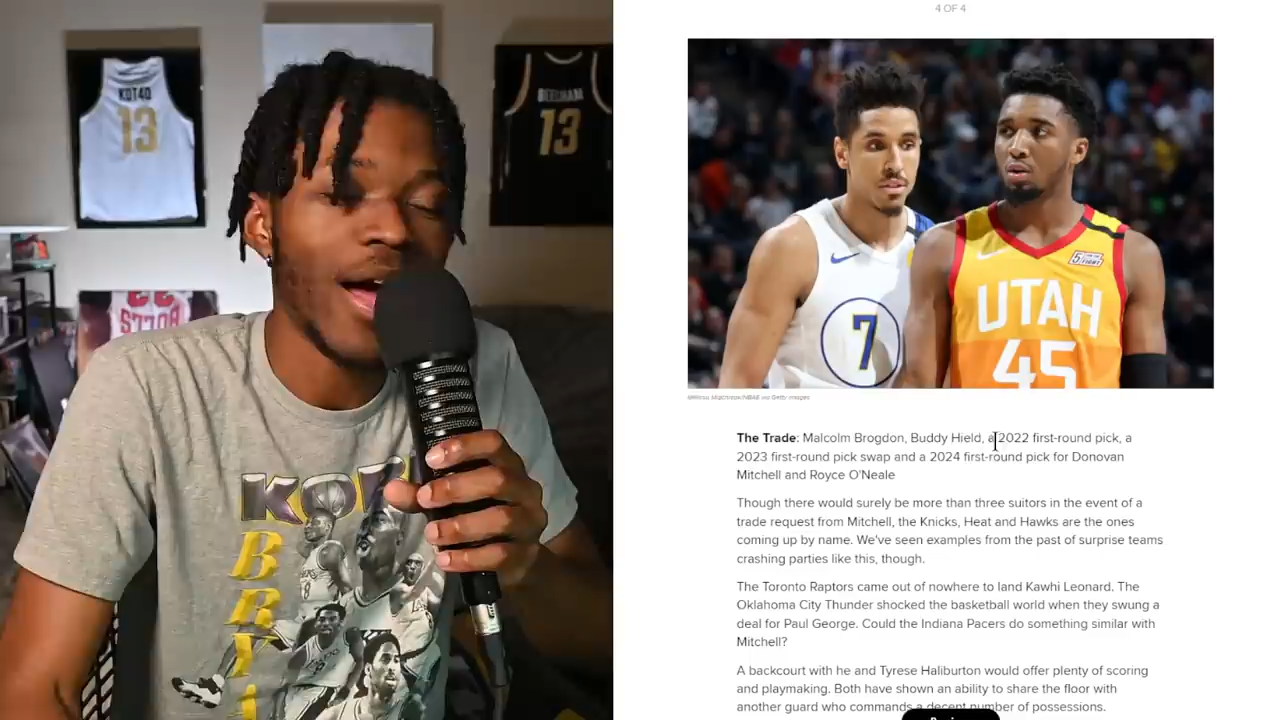 4 OF 4
KOT4Q
13
13
BULLS
23
KOBE
BRYA
7
UTAH
45
The Trade: Malcolm Brogdon, Buddy Hield, a 2022 first-round pick, a
2023 first-round pick swap and a 2024 first-round pick for Donovan
Mitchell and Royce O'Neale
Though there would surely be more than three suitors in the event of a
trade request from Mitchell, the Knicks, Heat and Hawks are the ones
coming up by name. We've seen examples from the past of surprise teams
crashing parties like this, though.
The Toronto Raptors came out of nowhere to land Kawhi Leonard. The
Oklahoma City Thunder shocked the basketball world when they swung a
deal for Paul George. Could the Indiana Pacers do something similar with
Mitchell?
A backcourt with he and Tyrese Haliburton would offer plenty of scoring
and playmaking. Both have shown an ability to share the floor with
another guard who commands a decent number of possessions.